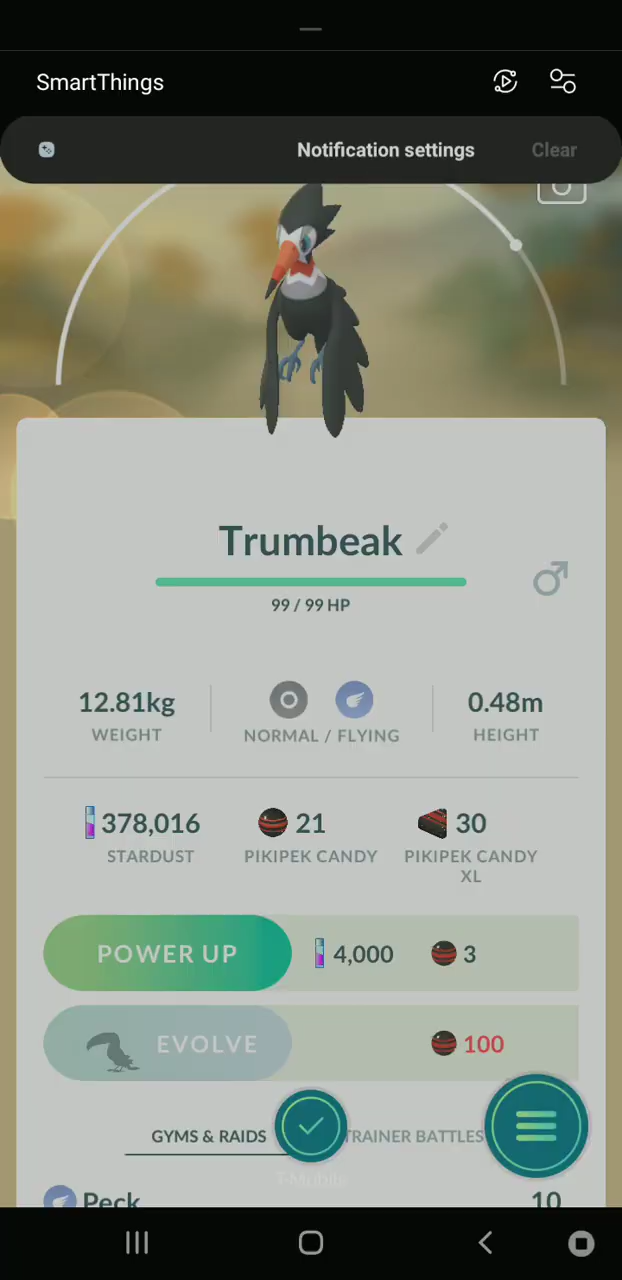 SmartThings
Notification settings Clear
Trumbeak
99 / 99 HP
12.81kg
WEIGHT
NORMAL / FLYING
0.48m
HEIGHT
378,016
STARDUST
21
PIKIPEK CANDY
30
PIKIPEK CANDY
XL
POWER UP 4,000 3
EVOLVE 100
GYMS & RAIDS TRAINER BATTLES
T-Mobile
Peck 10